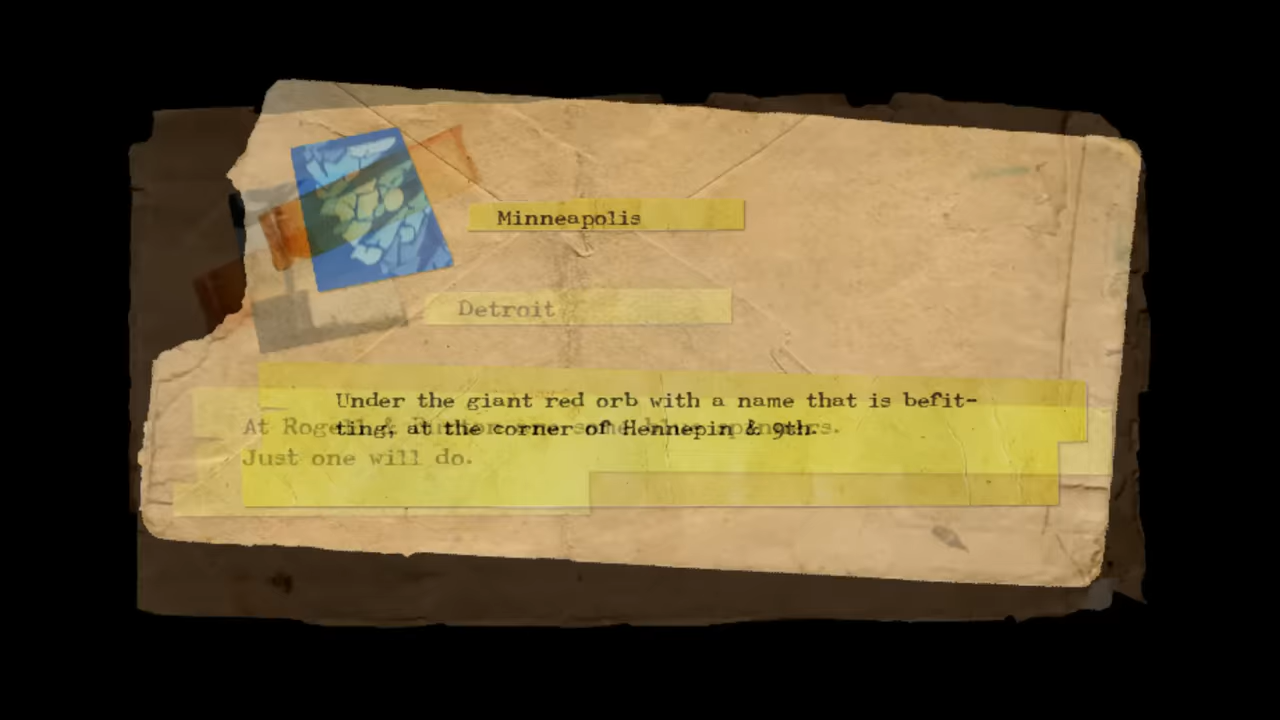 Minneapolis
Detroit
Under the giant red orb with a name that is befit-
ting, at the corner of Hennepin & 9th.
At
Just one will do.